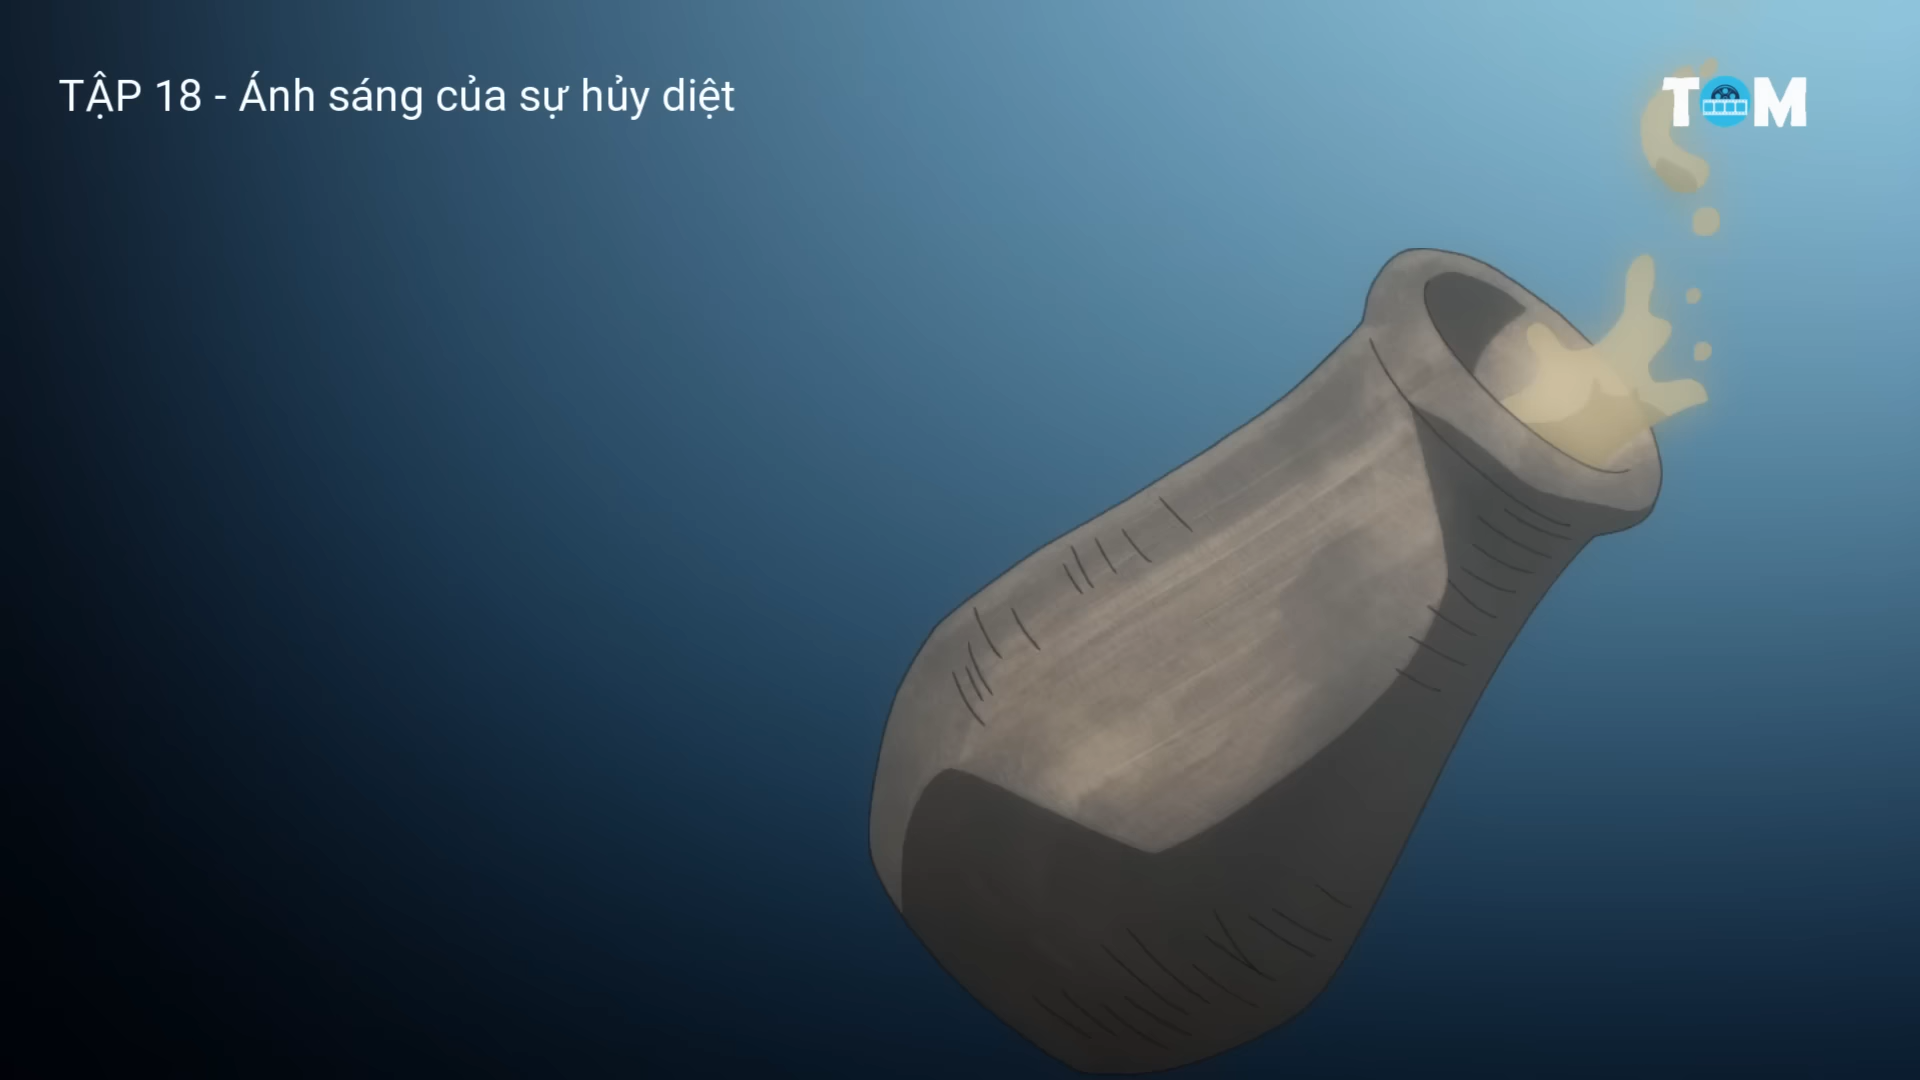 TẬP 18 - Ánh sáng của sự hủy diệt
TOM